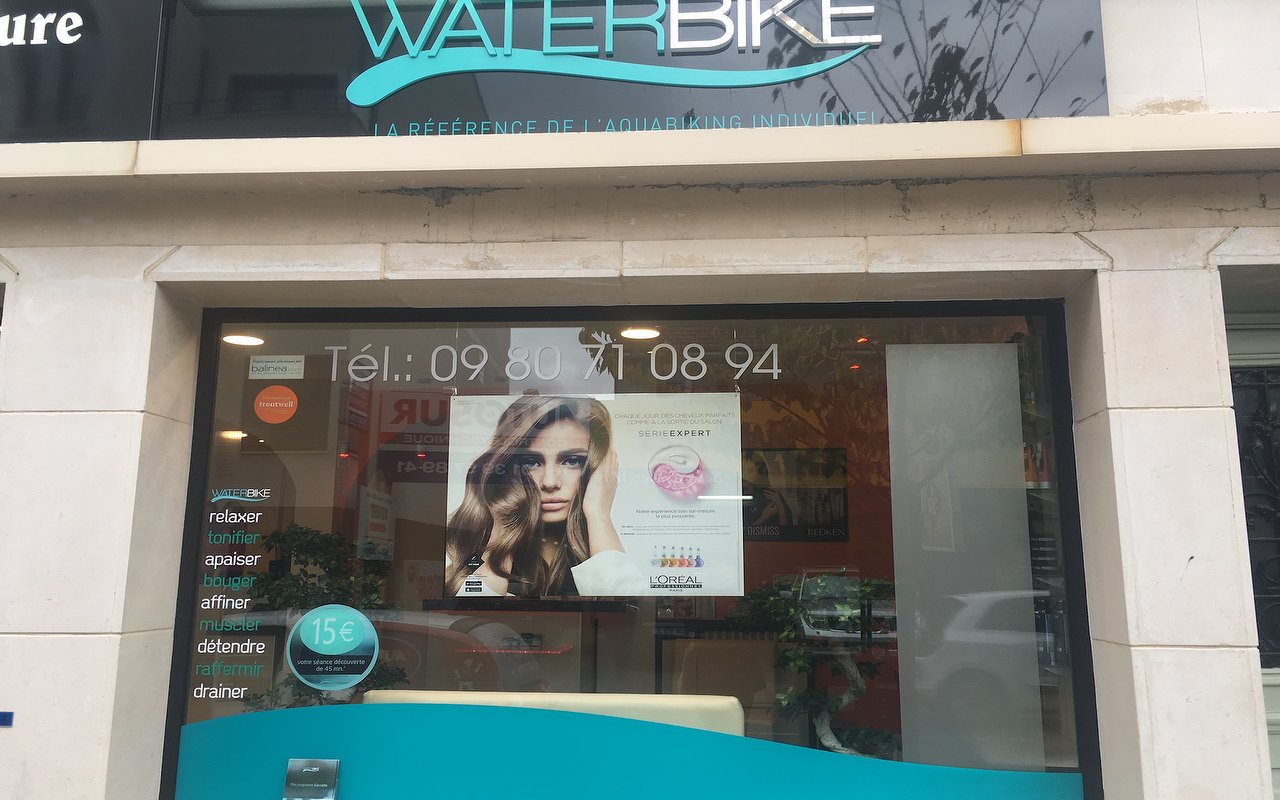 ure
WATERBIKE
LA RÉFÉRENCE DE L'AQUABIKING INDIVIDUEL
Tél.: 09 80 71 08 94
balinea
treatwell
CHAQUE JOUR, DES CHEVEUX PARFAITS
COMME À LA SORTIE DU SALON.
SERIE EXPERT
Notre expérience soin sur-mesure
la plus puissante.
L'ORÉAL
PROFESSIONNEL
PARIS
DISMISS
REDKEN
WATERBIKE
relaxer
tonifier
apaiser
bouger
affiner
muscler
détendre
raffermir
drainer
15€
votre séance découverte
de 45 mn.*